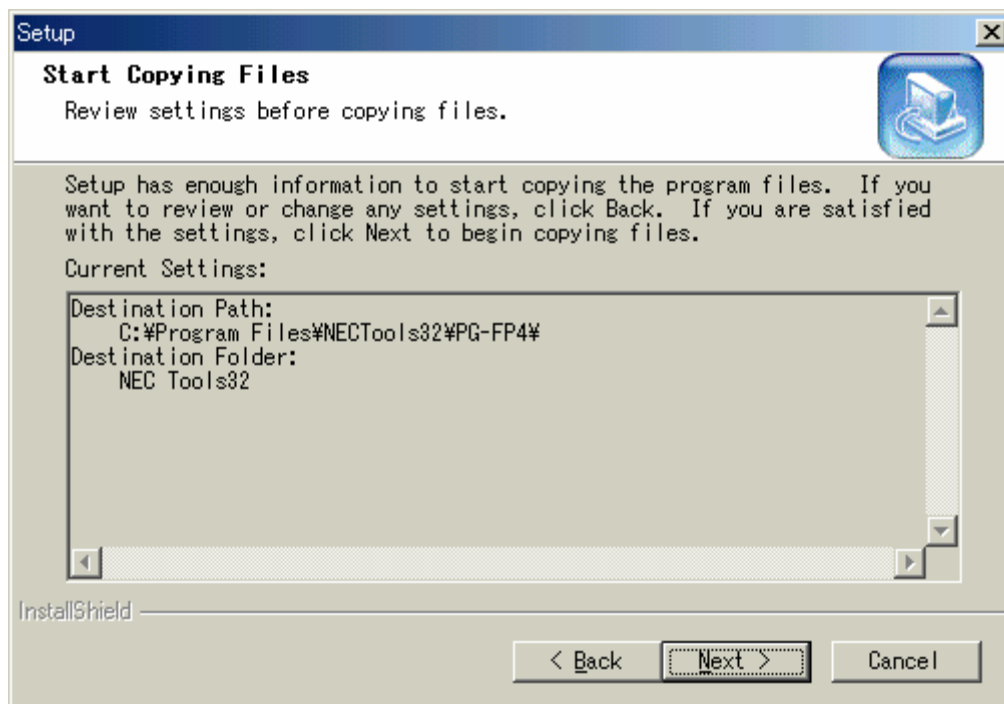 Setup
Start Copying Files
Review settings before copying files.
Setup has enough information to start copying the program files. If you
want to review or change any settings, click Back. If you are satisfied
with the settings, click Next to begin copying files.
Current Settings:
Destination Path:
C:¥Program Files¥NECTools32¥PG-FP4¥
Destination Folder:
NEC Tools32
InstallShield
< Back
Next >
Cancel